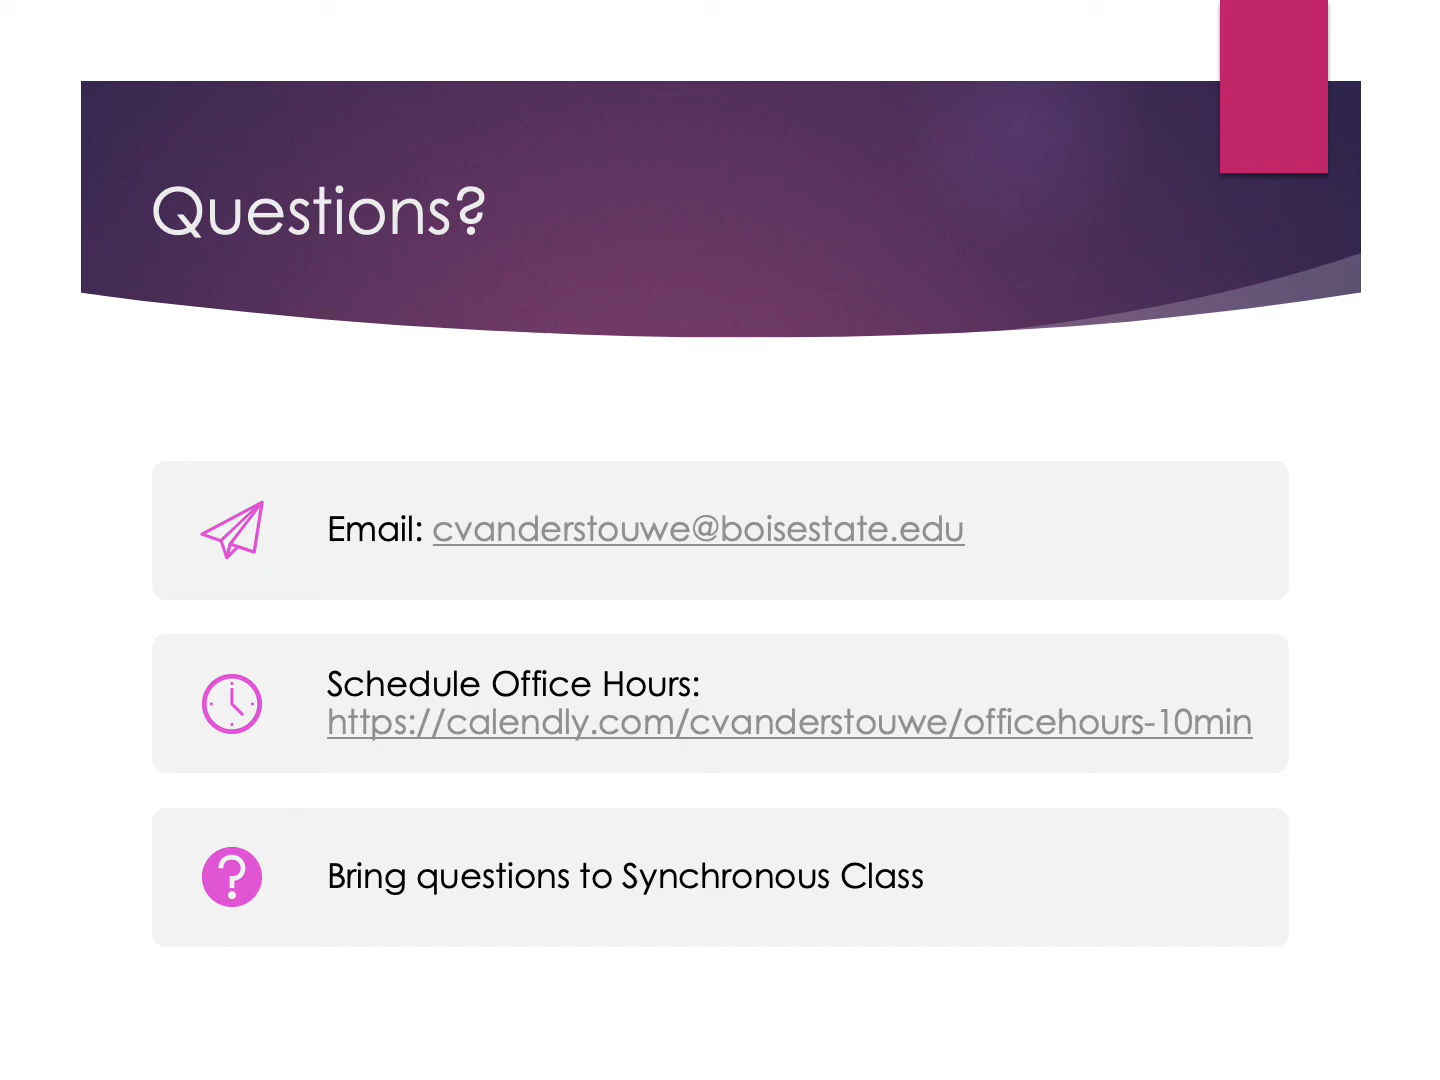 Questions?
Email: cvanderstouwe@boisestate.edu
Schedule Office Hours:
https://calendly.com/cvanderstouwe/officehours-10min
Bring questions to Synchronous Class